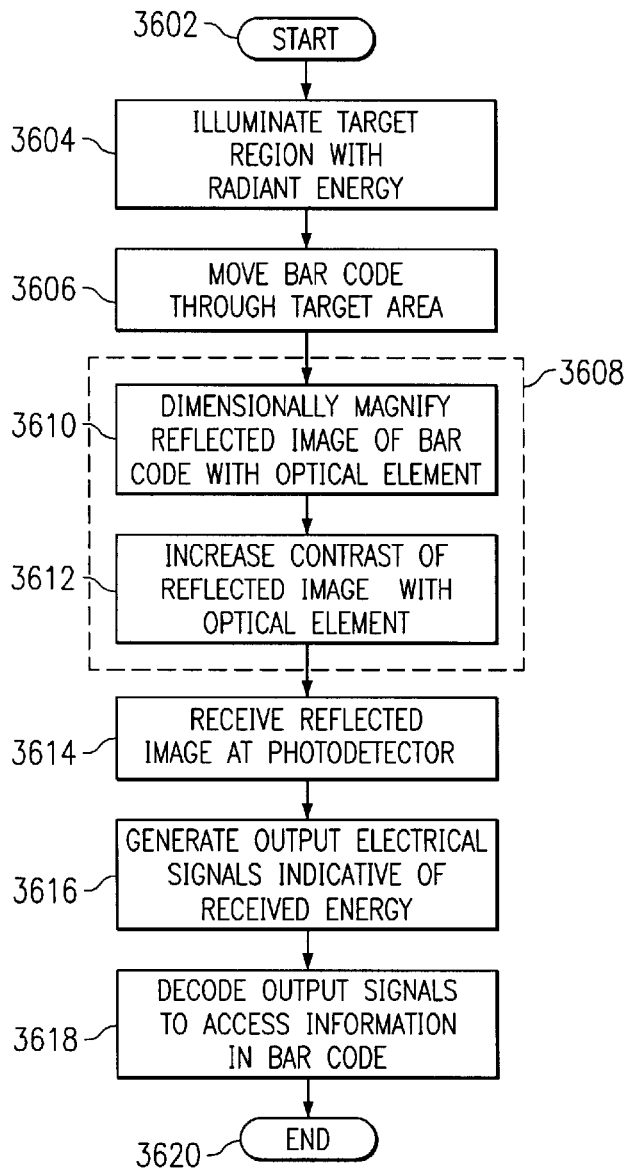 3602
START
3604
ILLUMINATE TARGET
REGION WITH
RADIANT ENERGY
3606
MOVE BAR CODE
THROUGH TARGET AREA
3608
3610
DIMENSIONALLY MAGNIFY
REFLECTED IMAGE OF BAR
CODE WITH OPTICAL ELEMENT
3612
INCREASE CONTRAST OF
REFLECTED IMAGE WITH
OPTICAL ELEMENT
3614
RECEIVE REFLECTED
IMAGE AT PHOTODETECTOR
3616
GENERATE OUTPUT ELECTRICAL
SIGNALS INDICATIVE OF
RECEIVED ENERGY
3618
DECODE OUTPUT SIGNALS
TO ACCESS INFORMATION
IN BAR CODE
3620
END